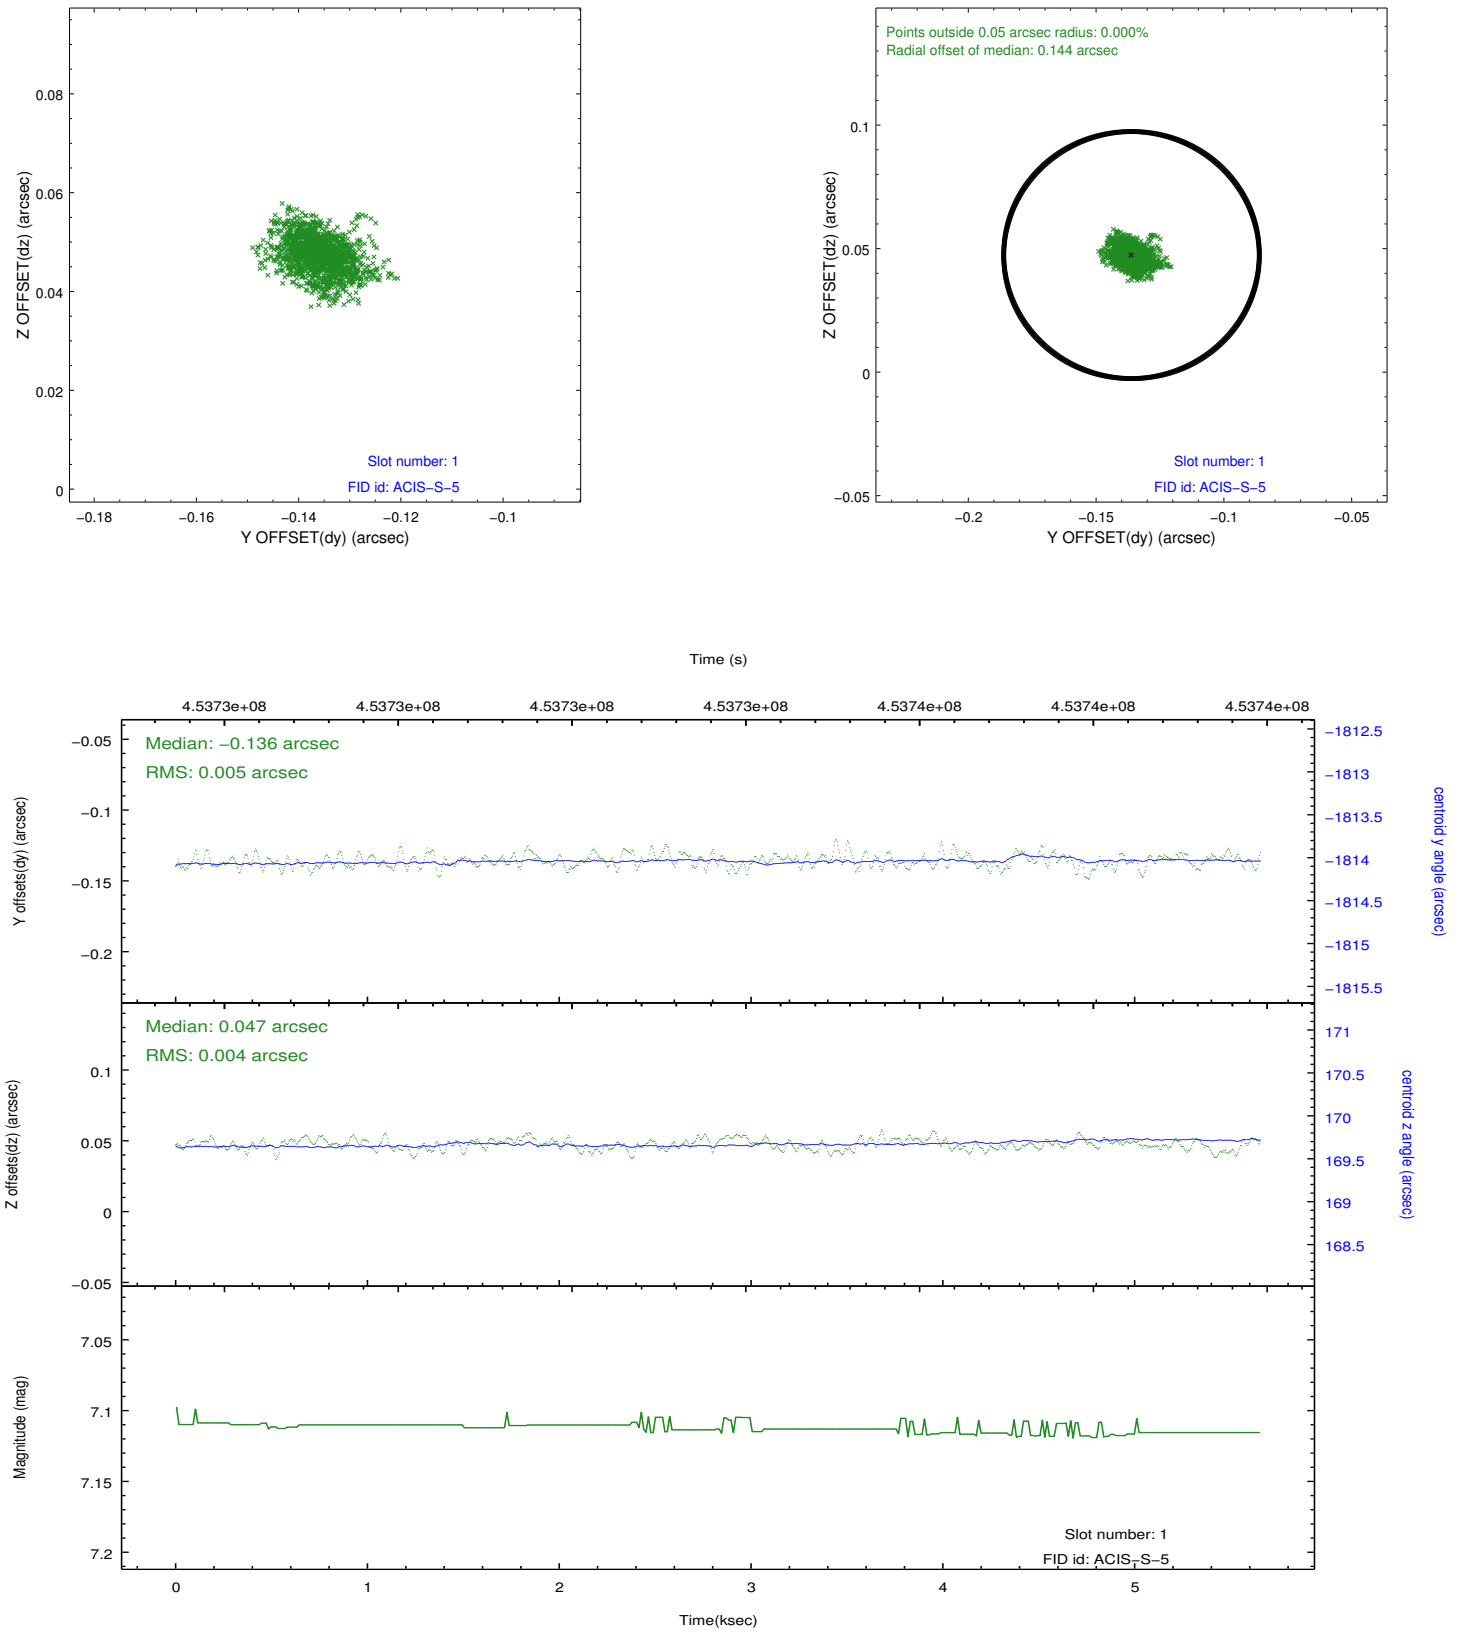 0.08
0.06
0.04
0.02
0
Z OFFSET(dz) (arcsec)
Slot number: 1
FID id: ACIS−S−5
−0.18 −0.16 −0.14 −0.12 −0.1
Y OFFSET(dy) (arcsec)
Points outside 0.05 arcsec radius: 0.000%
Radial offset of median: 0.144 arcsec
0.1
0.05
0
−0.05
Z OFFSET(dz) (arcsec)
Slot number: 1
FID id: ACIS−S−5
−0.2 −0.15 −0.1 −0.05
Y OFFSET(dy) (arcsec)
Time (s)
4.5373e+08 4.5373e+08 4.5373e+08 4.5373e+08 4.5374e+08 4.5374e+08 4.5374e+08
Median: −0.136 arcsec
RMS: 0.005 arcsec
−0.05
−0.1
−0.15
−0.2
Y offsets(dy) (arcsec)
−1812.5
−1813
−1813.5
−1814
−1814.5
−1815
−1815.5
centroid y angle (arcsec)
Median: 0.047 arcsec
RMS: 0.004 arcsec
0.1
0.05
0
−0.05
Z offsets(dz) (arcsec)
171
170.5
170
169.5
169
168.5
centroid z angle (arcsec)
7.05
7.1
7.15
7.2
Magnitude (mag)
Slot number: 1
FID id: ACIS−S−5
0 1 2 3 4 5
Time(ksec)